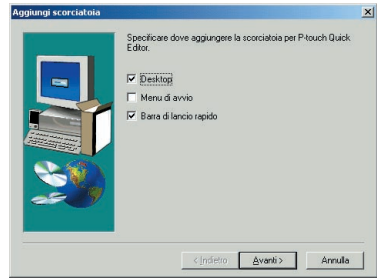 Aggiungi scorciatoia
Specificare dove aggiungere la scorciatoia per P-touch Quick
Editor.
Desktop
Menu di avvio
Barra di lancio rapido
< Indietro
Avanti >
Annulla